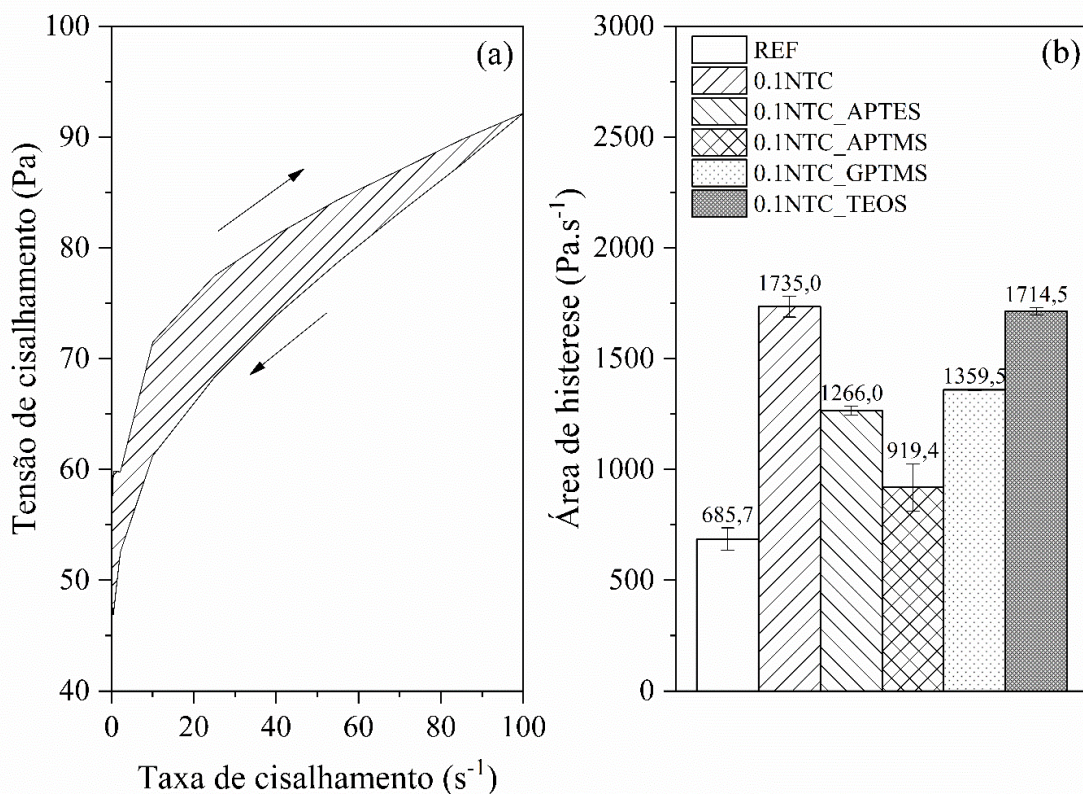 (a)
Tensão de cisalhamento (Pa)
100
90
80
70
60
50
40
0
20
40
60
80
100
Taxa de cisalhamento (s⁻¹)
(b)
Área de histerese (Pa.s⁻¹)
3000
2500
2000
1500
1000
500
0
REF
0.1NTC
0.1NTC_APTES
0.1NTC_APTMS
0.1NTC_GPTMS
0.1NTC_TEOS
685,7
1735,0
1266,0
919,4
1359,5
1714,5